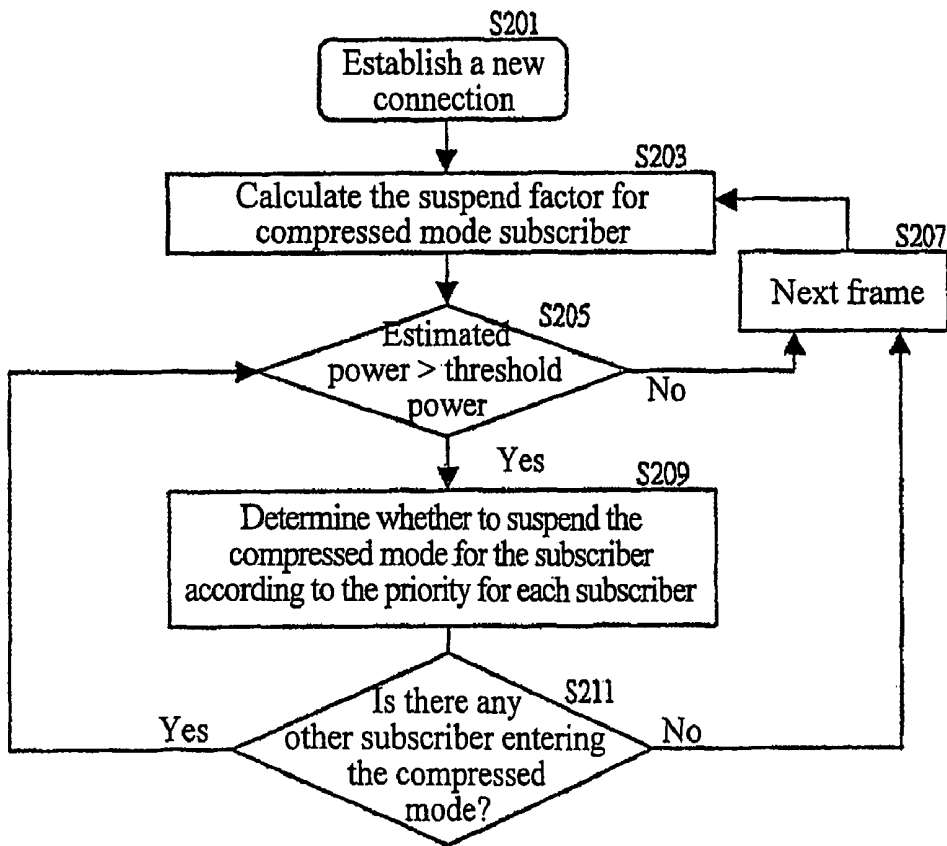 S201
Establish a new
connection
S203
Calculate the suspend factor for
compressed mode subscriber
S207
Next frame
S205
Estimated
power > threshold
power
No
Yes
S209
Determine whether to suspend the
compressed mode for the subscriber
according to the priority for each subscriber
S211
Is there any
other subscriber entering
the compressed
mode?
Yes
No